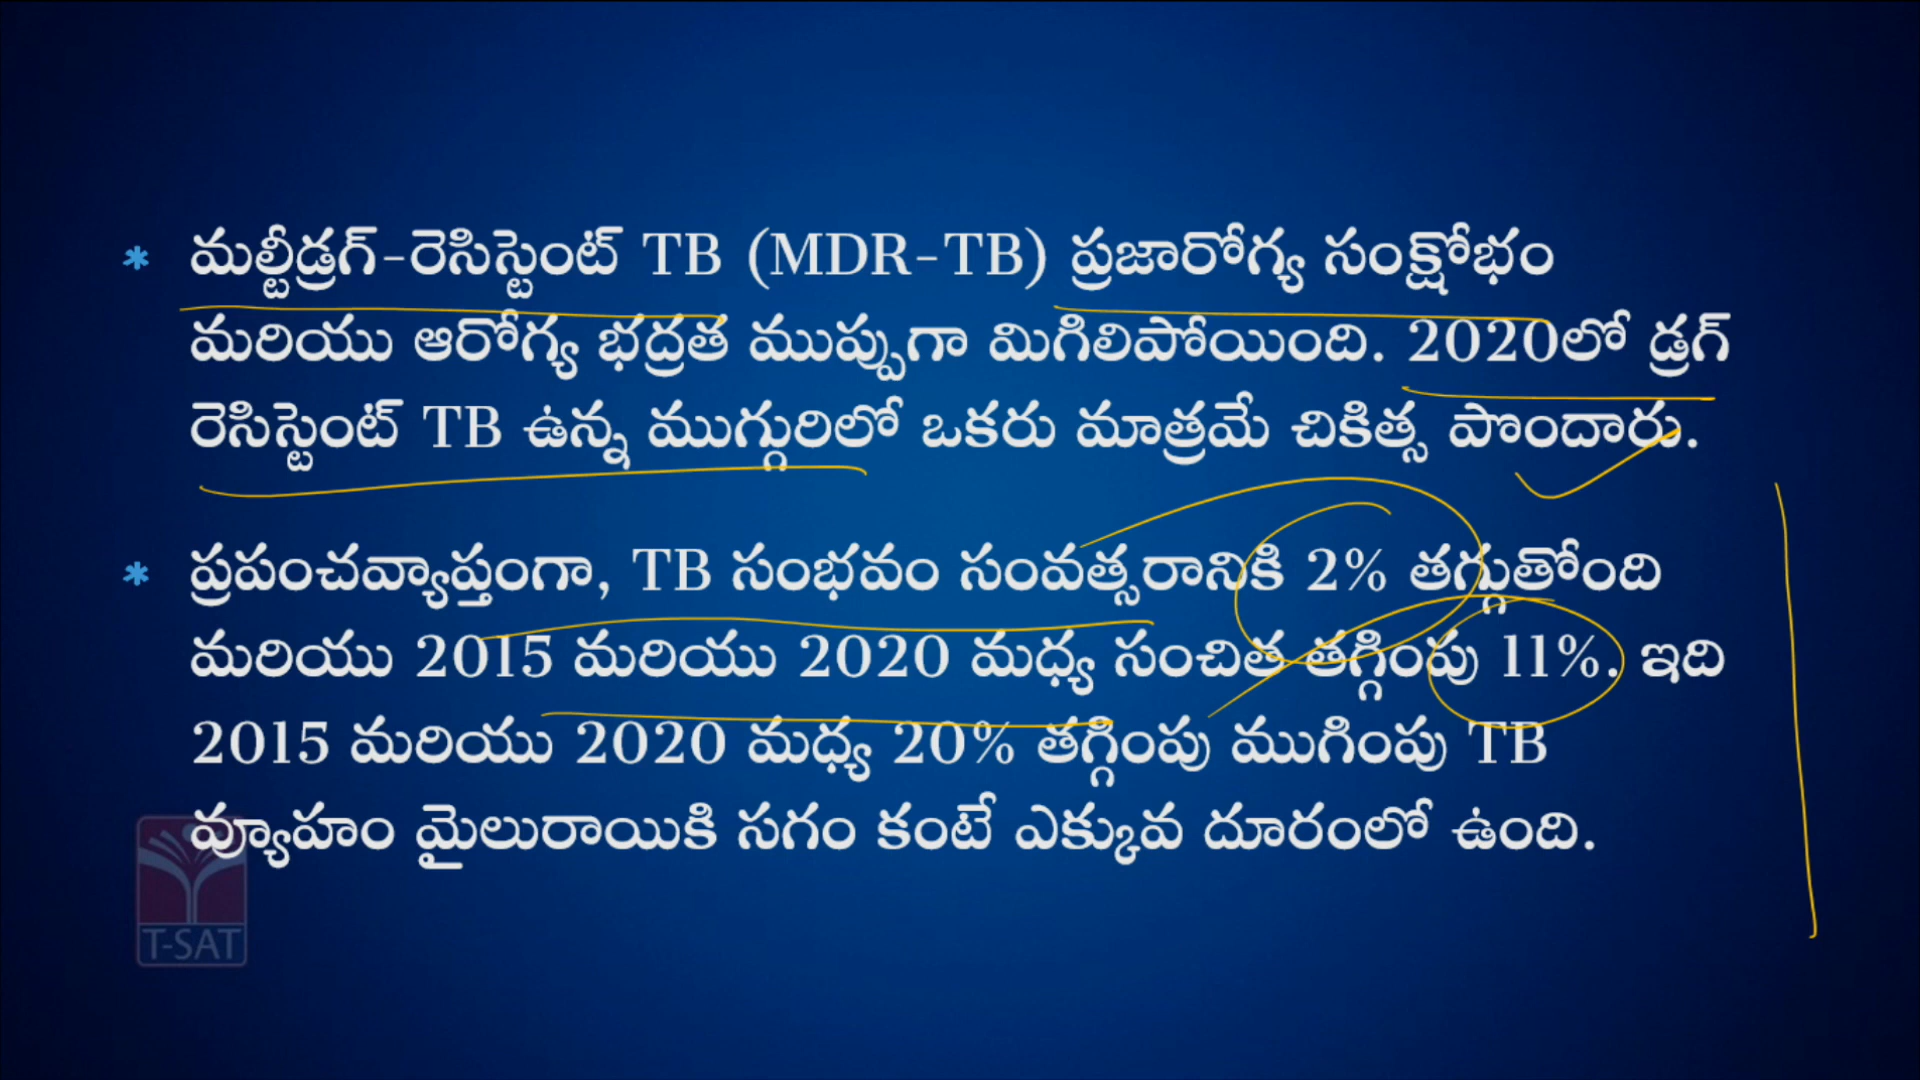 * మల్టీడ్రగ్-రెసిస్టెంట్ TB (MDR-TB) ప్రజారోగ్య సంక్షోభం
మరియు ఆరోగ్య భద్రత ముప్పుగా మిగిలిపోయింది. 2020లో డ్రగ్
రెసిస్టెంట్ TB ఉన్న ముగ్గురిలో ఒకరు మాత్రమే చికిత్స పొందారు.
* ప్రపంచవ్యాప్తంగా, TB సంభవం సంవత్సరానికి 2% తగ్గుతోంది
మరియు 2015 మరియు 2020 మధ్య సంచిత తగ్గింపు 11%. ఇది
2015 మరియు 2020 మధ్య 20% తగ్గింపు ముగింపు TB
వ్యూహం మైలురాయికి సగం కంటే ఎక్కువ దూరంలో ఉంది.
T-SAT